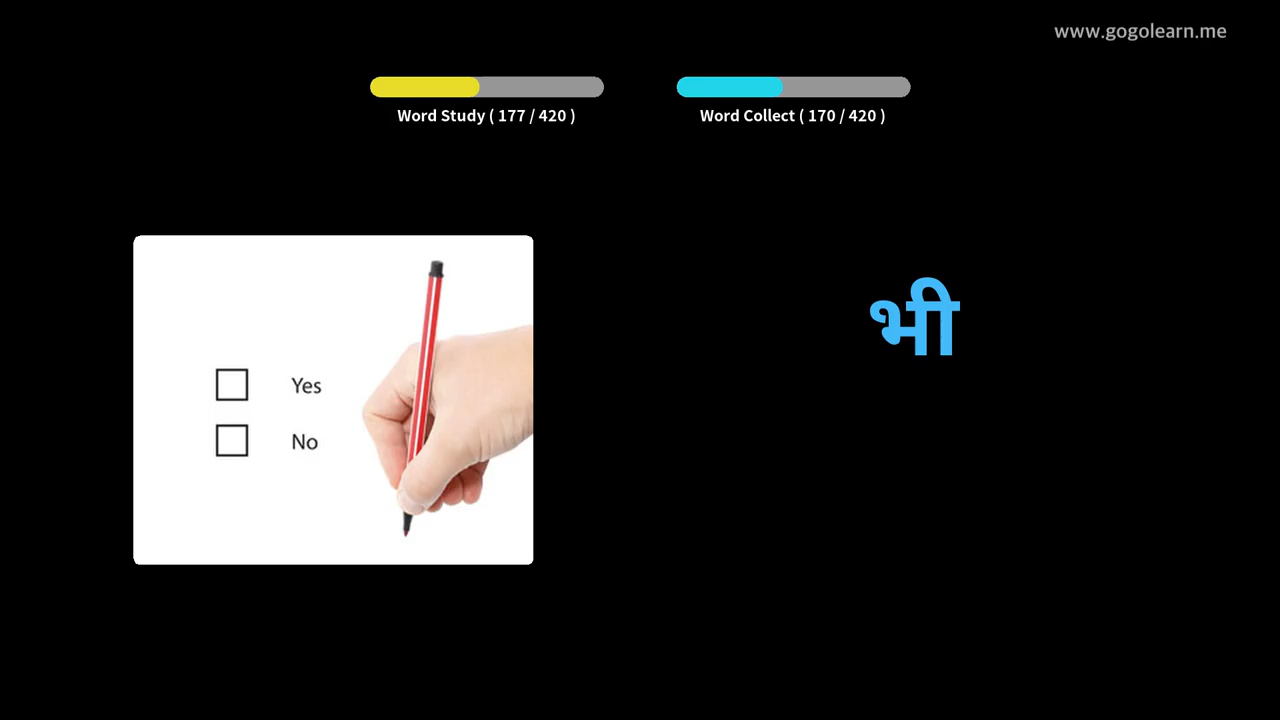 www.gogolearn.me
Word Study ( 177 / 420 )
Word Collect ( 170 / 420 )
भी
Yes
No